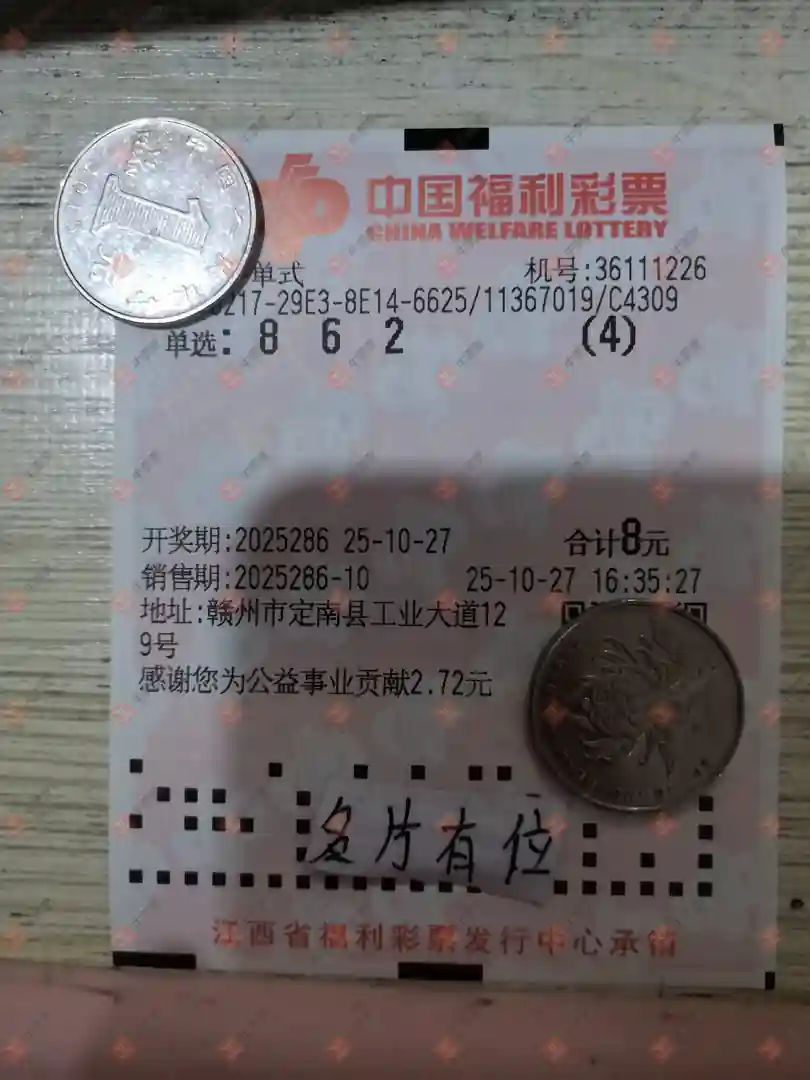 中国福利彩票
CHINA WELFARE LOTTERY
单式 机号:36111226
217-29E3-8E14-6625/11367019/C4309
单选: 8 6 2 (4)
开奖期:2025286 25-10-27 合计8元
销售期:2025286-10 25-10-27 16:35:27
地址:赣州市定南县工业大道12
9号
感谢您为公益事业贡献2.72元
名片有位
江西省福利彩票发行中心承销